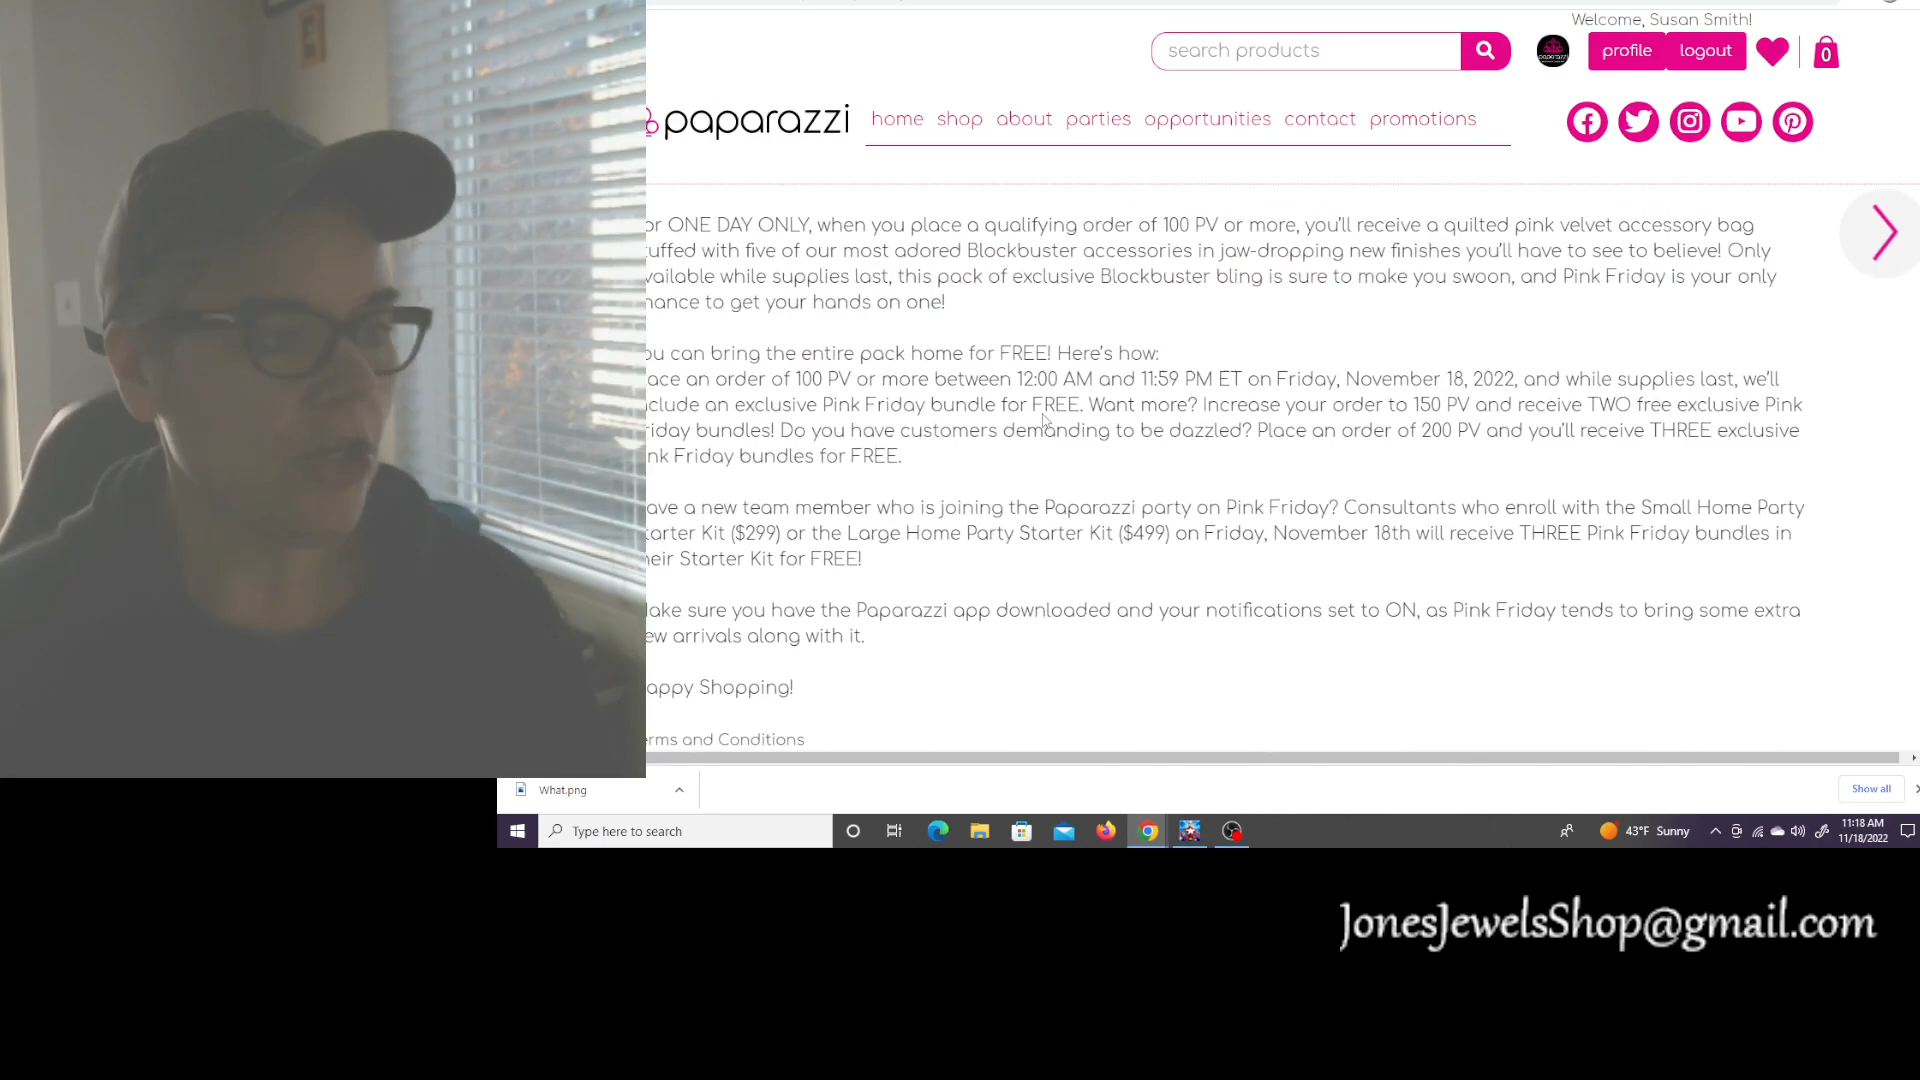 Welcome, Susan Smith!
search products
profile
logout
0
paparazzi
home shop about parties opportunities contact promotions
or ONE DAY ONLY, when you place a qualifying order of 100 PV or more, you'll receive a quilted pink velvet accessory bag
tuffed with five of our most adored Blockbuster accessories in jaw-dropping new finishes you'll have to see to believe! Only
vailable while supplies last, this pack of exclusive Blockbuster bling is sure to make you swoon, and Pink Friday is your only
hance to get your hands on one!
ou can bring the entire pack home for FREE! Here's how:
ace an order of 100 PV or more between 12:00 AM and 11:59 PM ET on Friday, November 18, 2022, and while supplies last, we'll
clude an exclusive Pink Friday bundle for FREE. Want more? Increase your order to 150 PV and receive TWO free exclusive Pink
riday bundles! Do you have customers demanding to be dazzled? Place an order of 200 PV and you'll receive THREE exclusive
nk Friday bundles for FREE.
ave a new team member who is joining the Paparazzi party on Pink Friday? Consultants who enroll with the Small Home Party
tarter Kit ($299) or the Large Home Party Starter Kit ($499) on Friday, November 18th will receive THREE Pink Friday bundles in
heir Starter Kit for FREE!
ake sure you have the Paparazzi app downloaded and your notifications set to ON, as Pink Friday tends to bring some extra
ew arrivals along with it.
appy Shopping!
erms and Conditions
What.png
Show all
Type here to search
43°F Sunny
11:18 AM
11/18/2022
JonesJewelsShop@gmail.com